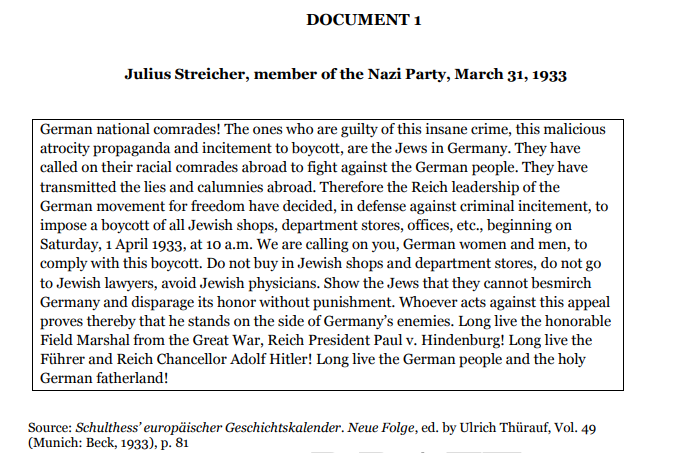 DOCUMENT 1
Julius Streicher, member of the Nazi Party, March 31, 1933
German national comrades! The ones who are guilty of this insane crime, this malicious
atrocity propaganda and incitement to boycott, are the Jews in Germany. They have
called on their racial comrades abroad to fight against the German people. They have
transmitted the lies and calumnies abroad. Therefore the Reich leadership of the
German movement for freedom have decided, in defense against criminal incitement, to
impose a boycott of all Jewish shops, department stores, offices, etc., beginning on
Saturday, 1 April 1933, at 10 a.m. We are calling on you, German women and men, to
comply with this boycott. Do not buy in Jewish shops and department stores, do not go
to Jewish lawyers, avoid Jewish physicians. Show the Jews that they cannot besmirch
Germany and disparage its honor without punishment. Whoever acts against this appeal
proves thereby that he stands on the side of Germany’s enemies. Long live the honorable
Field Marshal from the Great War, Reich President Paul v. Hindenburg! Long live the
Führer and Reich Chancellor Adolf Hitler! Long live the German people and the holy
German fatherland!
Source: Schulthess’ europäischer Geschichtskalender. Neue Folge, ed. by Ulrich Thürauf, Vol. 49
(Munich: Beck, 1933), p. 81